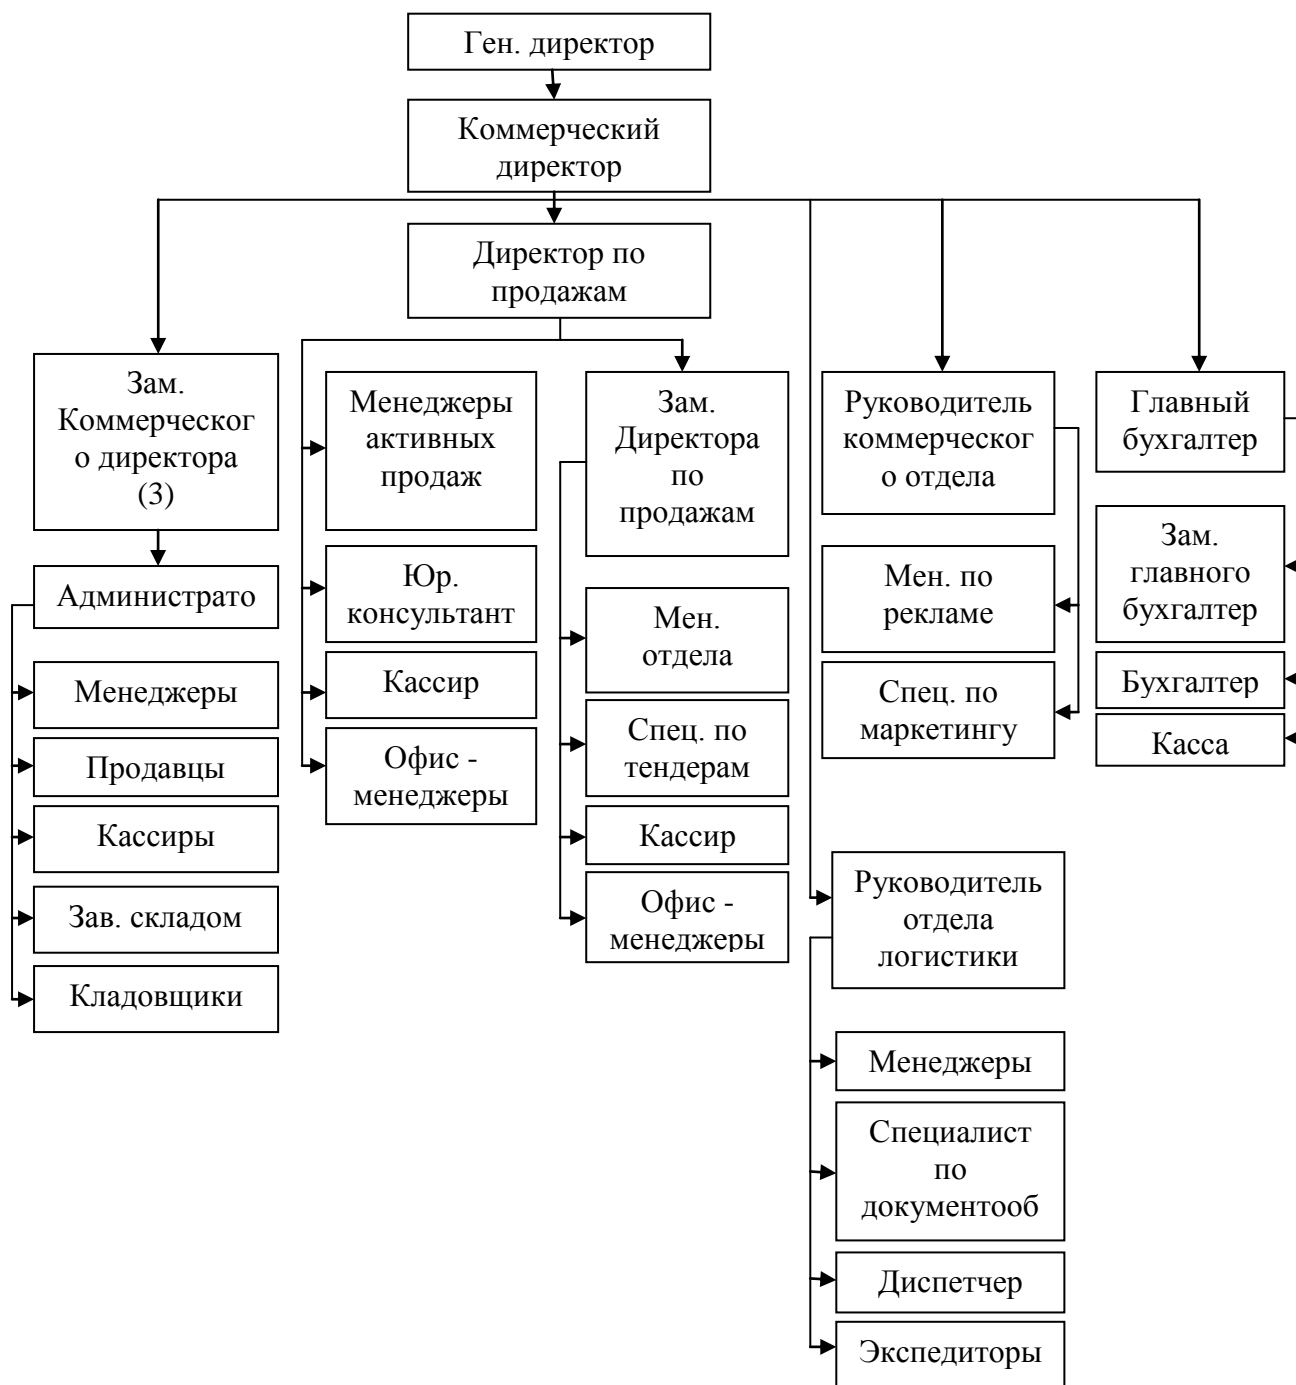 Ген. директор
Коммерческий
директор
Директор по
продажам
Зам.
Коммерческог
о директора
(3)
Администрато
Менеджеры
Продавцы
Кассиры
Зав. складом
Кладовщики
Менеджеры
активных
продаж
Юр.
консультант
Кассир
Офис -
менеджеры
Зам.
Директора
по
продажам
Мен.
отдела
Спец. по
тендерам
Кассир
Офис -
менеджеры
Руководитель
коммерческог
о отдела
Мен. по
рекламе
Спец. по
маркетингу
Руководитель
отдела
логистики
Менеджеры
Специалист
по
документооб
Диспетчер
Экспедиторы
Главный
бухгалтер
Зам.
главного
бухгалтер
Бухгалтер
Касса